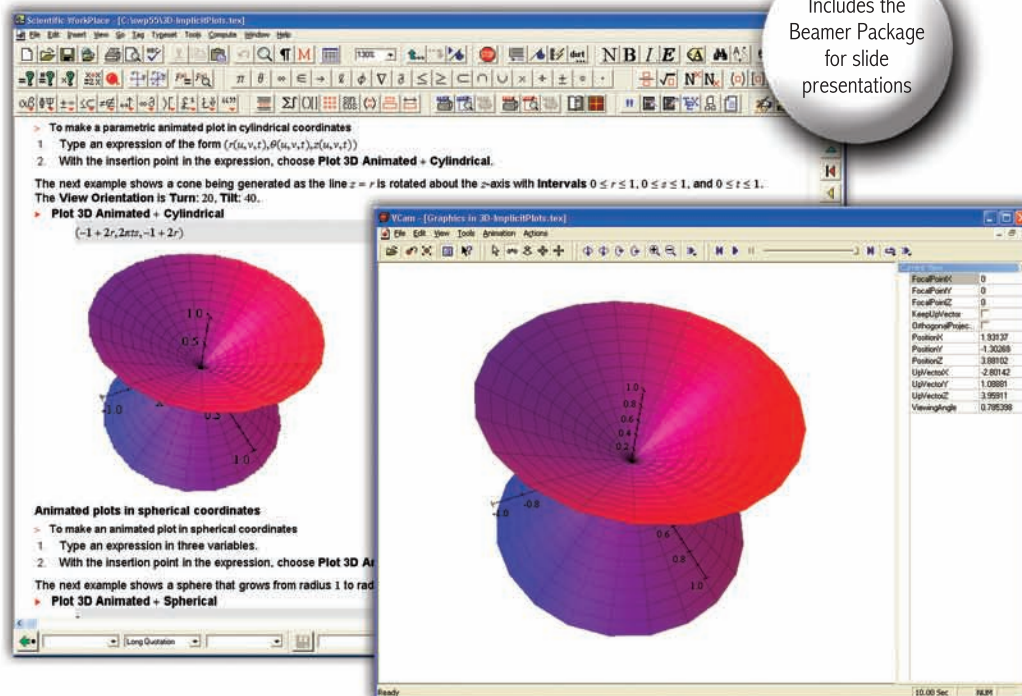 Includes the
Beamer Package
for slide
presentations
Scientific WorkPlace - [C:\swp55\3D-ImplicitPlots.tex]
File Edit Insert View Go Tag Typeset Tools Compute Window Help
130%
N B I E
To make a parametric animated plot in cylindrical coordinates
1. Type an expression of the form (r(u,v,t),θ(u,v,t),z(u,v,t))
2. With the insertion point in the expression, choose Plot 3D Animated + Cylindrical.
The next example shows a cone being generated as the line z = r is rotated about the z-axis with Intervals 0 ≤ r ≤ 1, 0 ≤ s ≤ 1, and 0 ≤ t ≤ 1.
The View Orientation is Turn: 20, Tilt: 40.
Plot 3D Animated + Cylindrical
(-1 + 2r, 2πts, -1 + 2r)
1.0
0.5
-1.0
0.5
1.0
Animated plots in spherical coordinates
To make an animated plot in spherical coordinates
1. Type an expression in three variables.
2. With the insertion point in the expression, choose Plot 3D
The next example shows a sphere that grows from radius 1 to
Plot 3D Animated + Spherical
(Long Quotation
VCam - [Graphics in 3D-ImplicitPlots.tex]
File Edit View Tools Animation Actions
1.0
0.8
0.6
0.4
0.2
-1.0
-0.8
0.6
0.8
1.0
FocalPointX 0
FocalPointY 0
FocalPointZ 0
KeepUpVector
OrthogonalProjec...
PositionX 1.93137
PositionY -1.30268
PositionZ 3.88102
UpVectorX -2.80142
UpVectorY 1.08881
UpVectorZ 3.95911
ViewingAngle 0.785398
Ready
10.00 Sec
NUM